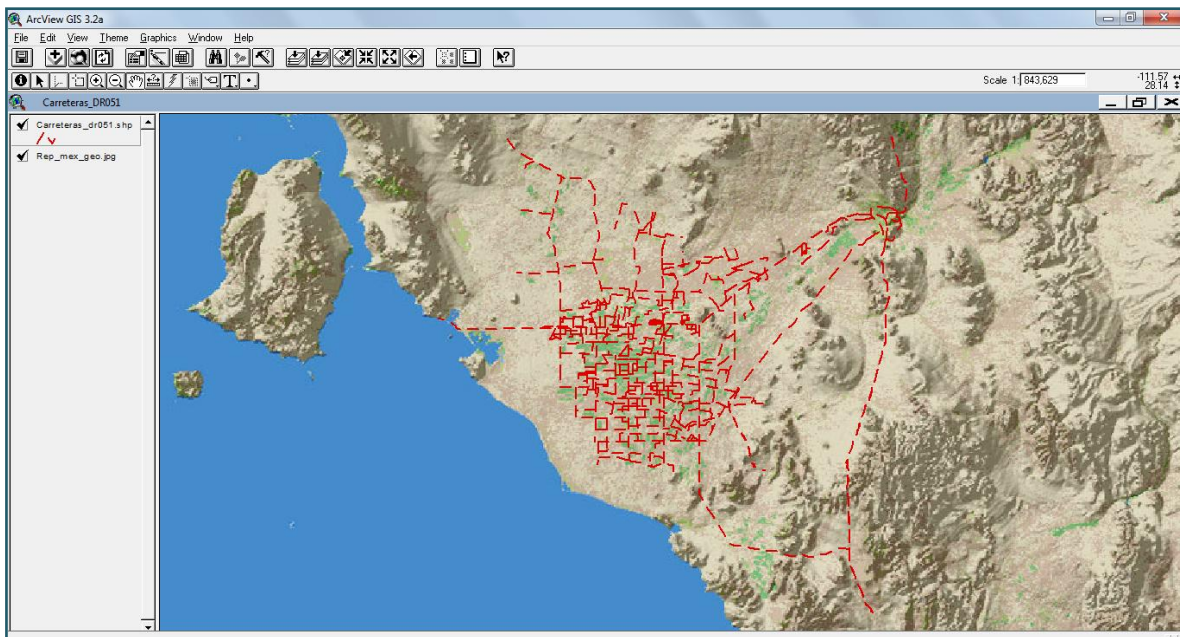 ArcView GIS 3.2a
File Edit View Theme Graphics Window Help
Scale 1: 843,629
-111.57
28.14
Carreteras_DR051
Carreteras_dr051.shp
Rep_mex_geo.jpg